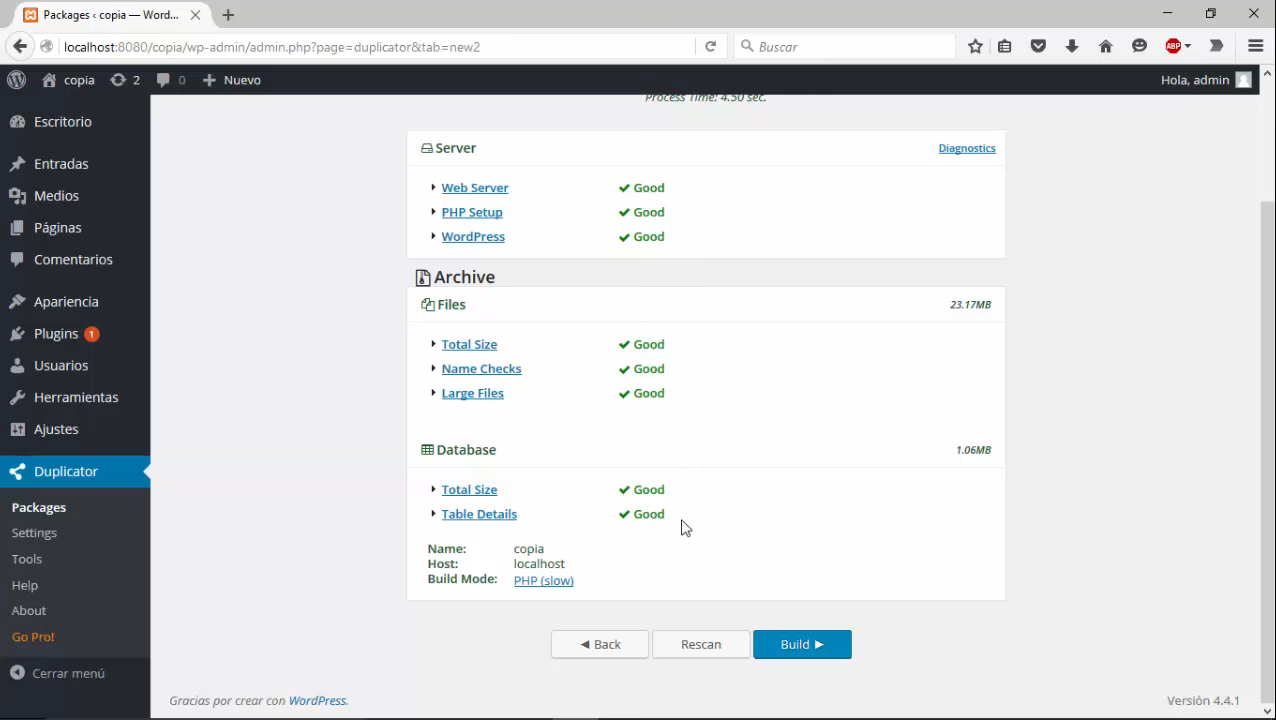 Packages ‹ copia — Word...
localhost:8080/copia/wp-admin/admin.php?page=duplicator&tab=new2
Buscar
ABP
copia
2
0
Nuevo
Hola, admin
Process Time: 4.50 sec.
Escritorio
Entradas
Medios
Páginas
Comentarios
Apariencia
Plugins 1
Usuarios
Herramientas
Ajustes
Duplicator
Packages
Settings
Tools
Help
About
Go Pro!
Cerrar menú
Server
Diagnostics
Web Server Good
PHP Setup Good
WordPress Good
Archive
Files 23.17MB
Total Size Good
Name Checks Good
Large Files Good
Database 1.06MB
Total Size Good
Table Details Good
Name: copia
Host: localhost
Build Mode: PHP (slow)
Back
Rescan
Build
Gracias por crear con WordPress.
Versión 4.4.1